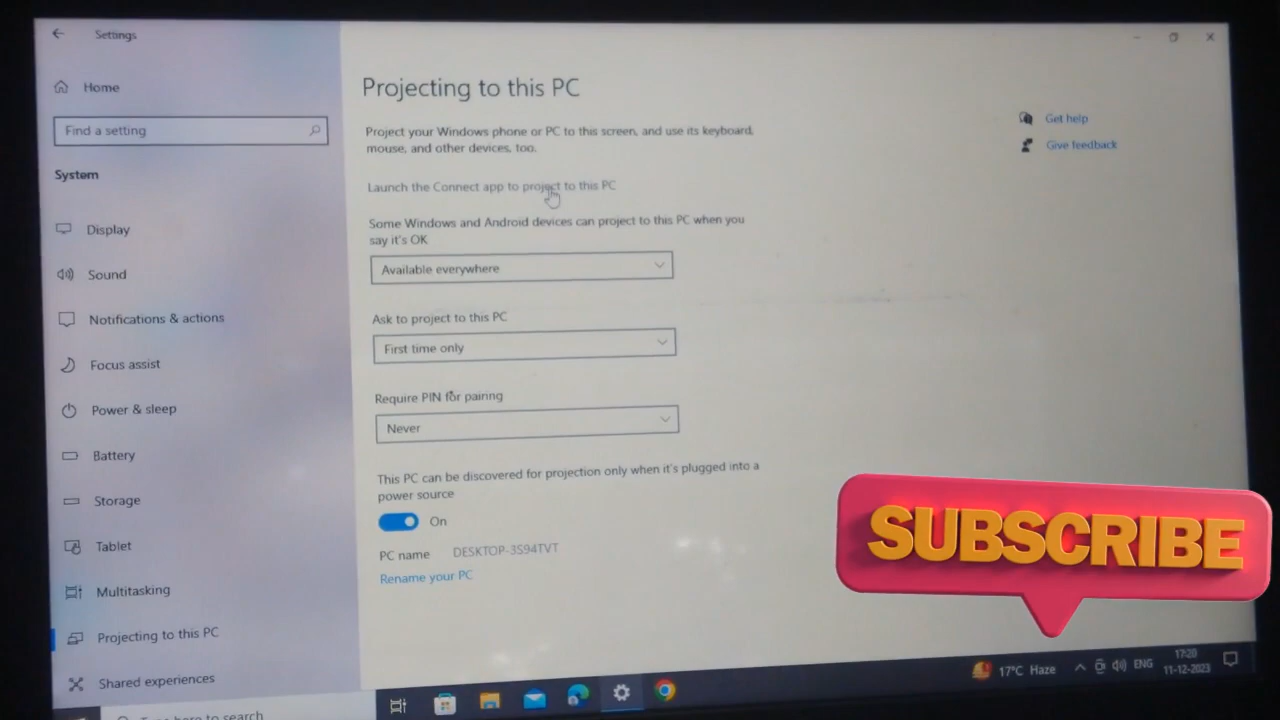 Settings
Home
Find a setting
System
Display
Sound
Notifications & actions
Focus assist
Power & sleep
Battery
Storage
Tablet
Multitasking
Projecting to this PC
Shared experiences
Projecting to this PC
Project your Windows phone or PC to this screen, and use its keyboard,
mouse, and other devices, too.
Launch the Connect app to project to this PC
Some Windows and Android devices can project to this PC when you
say it's OK
Available everywhere
Ask to project to this PC
First time only
Require PIN for pairing
Never
This PC can be discovered for projection only when it's plugged into a
power source
On
PC name DESKTOP-3S94TVT
Rename your PC
Get help
Give feedback
SUBSCRIBE
Type here to search
17°C Haze
ENG
17:20
11-12-2023